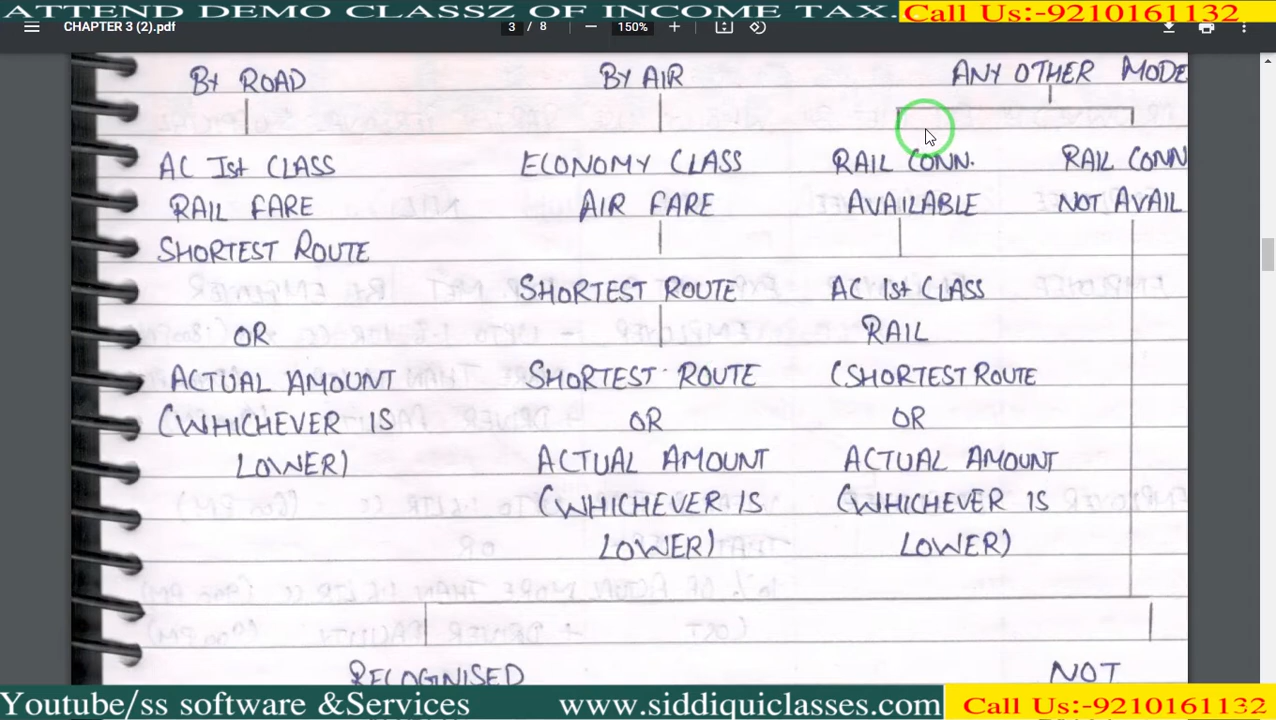 ATTEND DEMO CLASSZ OF INCOME TAX.
Call Us:-9210161132
CHAPTER 3 (2).pdf
3 / 8
150%
BY ROAD
BY AIR
ANY OTHER MODE
AC Ist CLASS
RAIL FARE
SHORTEST ROUTE
OR
ACTUAL AMOUNT
(WHICHEVER IS
LOWER)
ECONOMY CLASS
AIR FARE
SHORTEST ROUTE
SHORTEST ROUTE
OR
ACTUAL AMOUNT
(WHICHEVER IS
LOWER)
RAIL CONN.
AVAILABLE
AC Ist CLASS
RAIL
(SHORTEST ROUTE
OR
ACTUAL AMOUNT
(WHICHEVER IS
LOWER)
RAIL CONN
NOT AVAIL
RECOGNISED
NOT
Youtube/ss software &Services
www.siddiquiclasses.com
Call Us:-9210161132